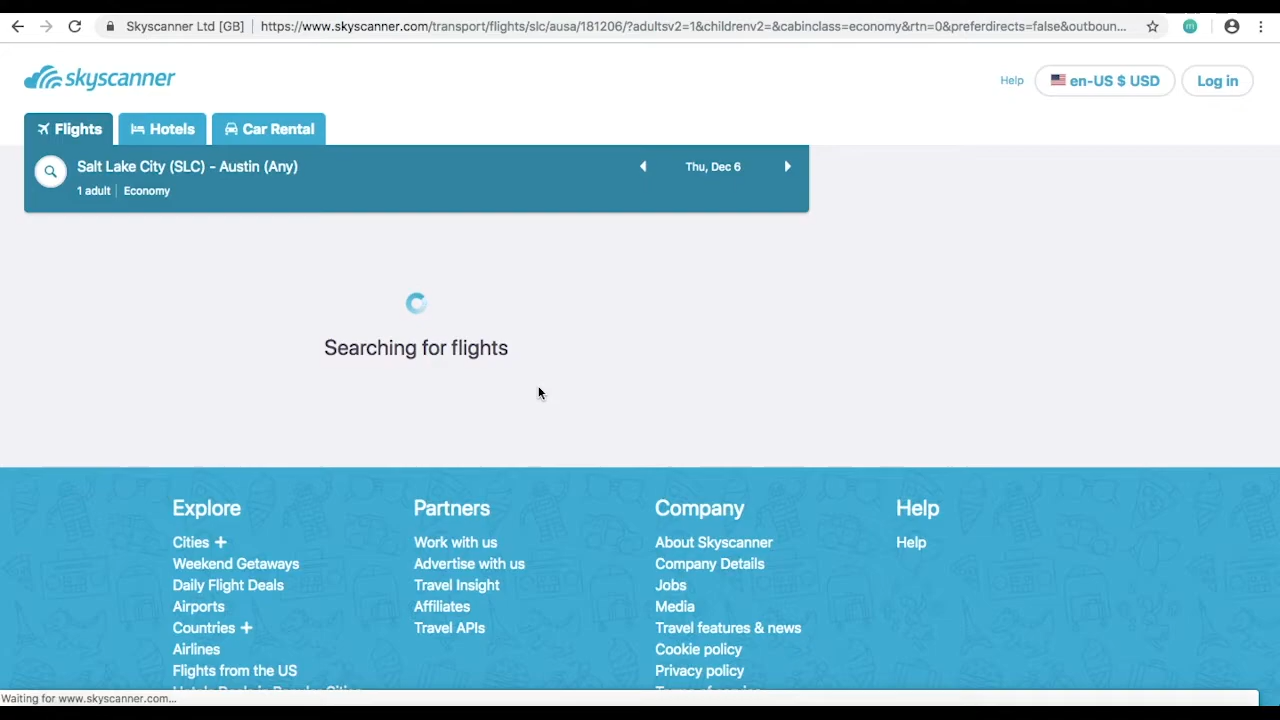 Skyscanner Ltd [GB] https://www.skyscanner.com/transport/flights/slc/ausa/181206/?adultsv2=1&childrenv2=&cabinclass=economy&rtn=0&preferdirects=false&outboun...
skyscanner
Help
en-US $ USD
Log in
Flights
Hotels
Car Rental
Salt Lake City (SLC) - Austin (Any)
1 adult | Economy
Thu, Dec 6
Searching for flights
Explore
Cities +
Weekend Getaways
Daily Flight Deals
Airports
Countries +
Airlines
Flights from the US
Partners
Work with us
Advertise with us
Travel Insight
Affiliates
Travel APIs
Company
About Skyscanner
Company Details
Jobs
Media
Travel features & news
Cookie policy
Privacy policy
Terms of service
Help
Help
Waiting for www.skyscanner.com...